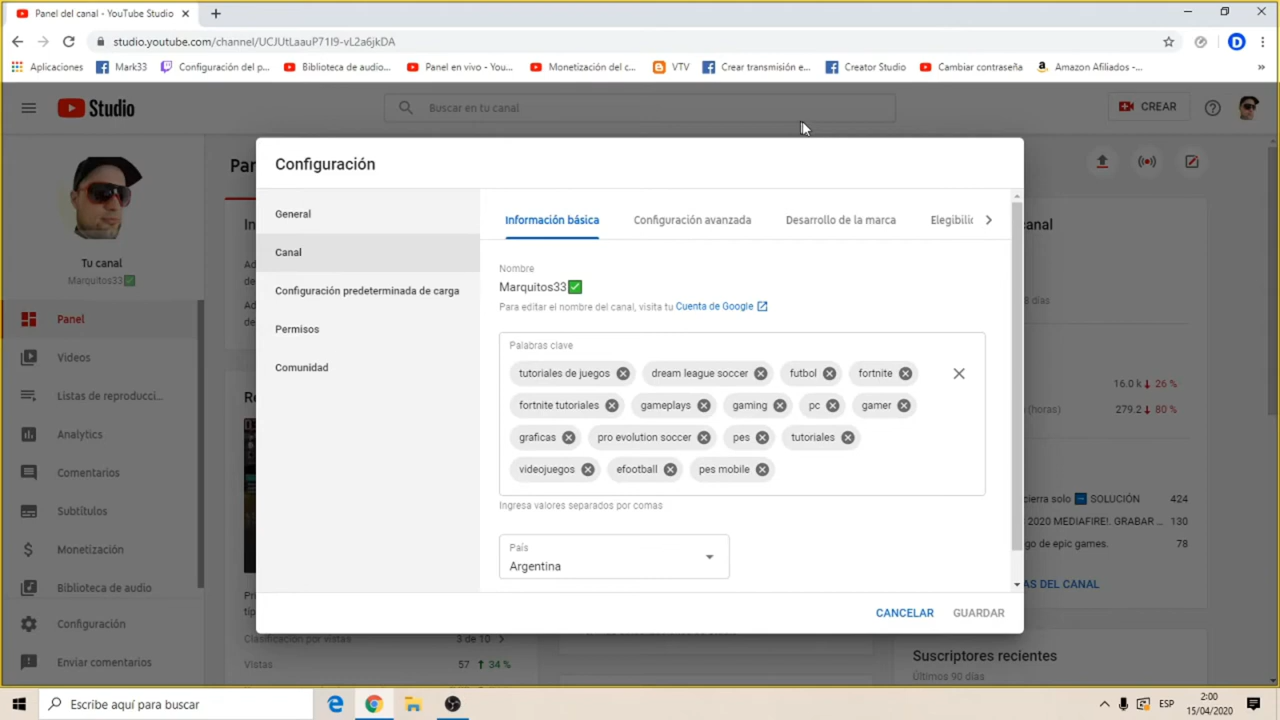 Panel del canal - YouTube Studio
studio.youtube.com/channel/UCJUtLaauP71I9-vL2a6jkDA
Aplicaciones Mark33 Configuración del p... Biblioteca de audio... Panel en vivo - You... Monetización del c... VTV Crear transmisión e... Creator Studio Cambiar contraseña Amazon Afiliados -... »
Studio
Buscar en tu canal
CREAR
Tu canal
Marquitos33✅
Panel
Videos
Listas de reproducci...
Analytics
Comentarios
Subtítulos
Monetización
Biblioteca de audio
Configuración
Enviar comentarios
Configuración
General
Canal
Configuración predeterminada de carga
Permisos
Comunidad
Información básica Configuración avanzada Desarrollo de la marca Elegibilic
Nombre
Marquitos33✅
Para editar el nombre del canal, visita tu Cuenta de Google
Palabras clave
tutoriales de juegos dream league soccer futbol fortnite
fortnite tutoriales gameplays gaming pc gamer
graficas pro evolution soccer pes tutoriales
videojuegos efootball pes mobile
Ingresa valores separados por comas
País
Argentina
CANCELAR GUARDAR
Pan
canal
8 días
16.0 k 26 %
(horas) 279.2 80 %
cierra solo SOLUCIÓN 424
2020 MEDIAFIRE!. GRABAR ... 130
go de epic games. 78
AS DEL CANAL
Clasificación por vistas 3 de 10
Vistas 57 34 %
Suscriptores recientes
Últimos 90 días
Escribe aquí para buscar
ESP
2:00
15/04/2020